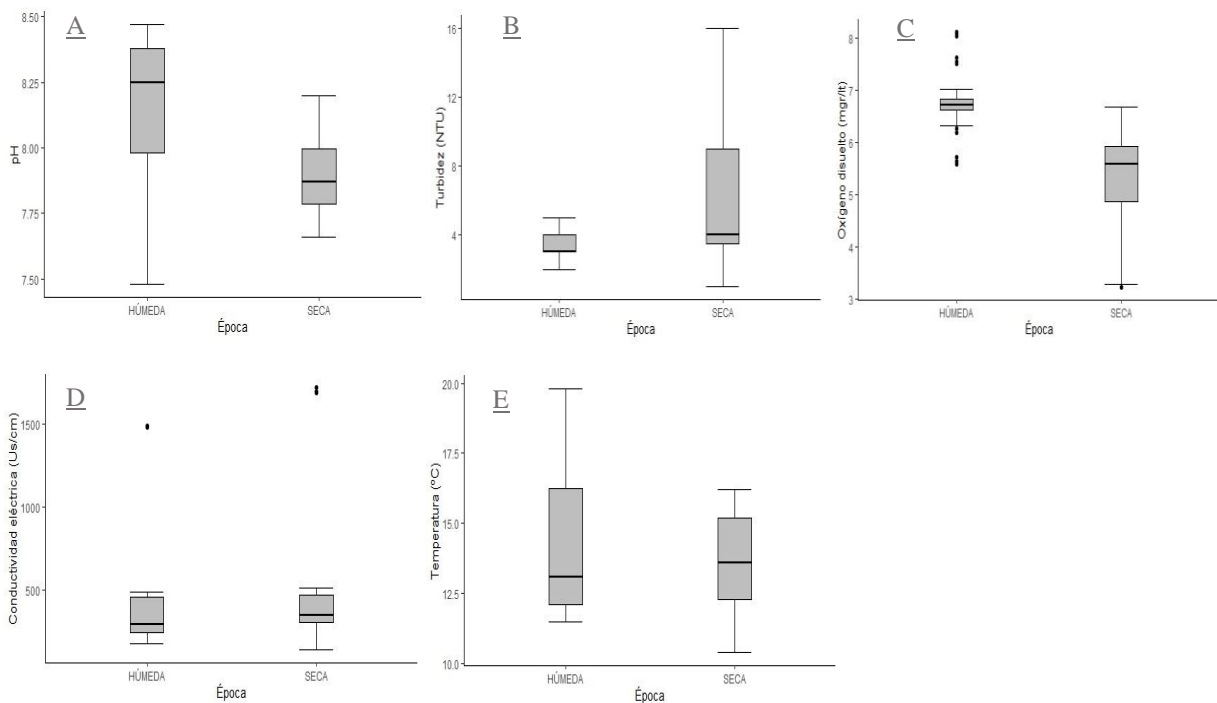 A
pH
8.50
8.25
8.00
7.75
7.50
HÚMEDA
SECA
Época
B
Turbidez (NTU)
16
12
8
4
HÚMEDA
SECA
Época
C
Oxígeno disuelto (mgr/lt)
8
7
6
5
4
3
HÚMEDA
SECA
Época
D
Conductividad eléctrica (Us/cm)
1500
1000
500
HÚMEDA
SECA
Época
E
Temperatura (ºC)
20.0
17.5
15.0
12.5
10.0
HÚMEDA
SECA
Época